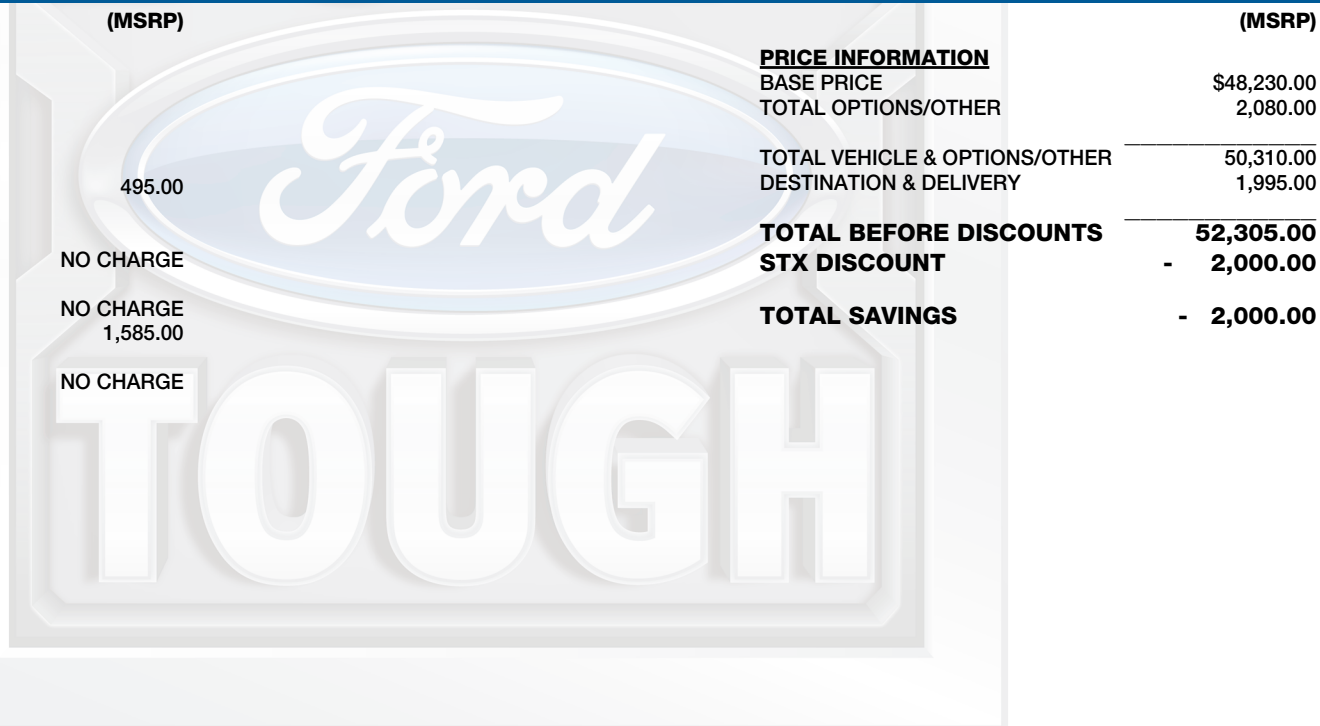 (MSRP)
495.00
NO CHARGE
NO CHARGE
1,585.00
NO CHARGE
(MSRP)
PRICE INFORMATION
BASE PRICE $48,230.00
TOTAL OPTIONS/OTHER 2,080.00
TOTAL VEHICLE & OPTIONS/OTHER 50,310.00
DESTINATION & DELIVERY 1,995.00
TOTAL BEFORE DISCOUNTS 52,305.00
STX DISCOUNT - 2,000.00
TOTAL SAVINGS - 2,000.00
Ford
TOUGH